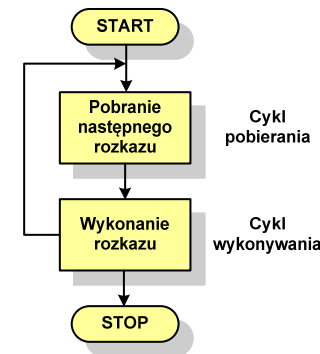 START
Pobranie
następnego
rozkazu
Cykl
pobierania
Wykonanie
rozkazu
Cykl
wykonywania
STOP